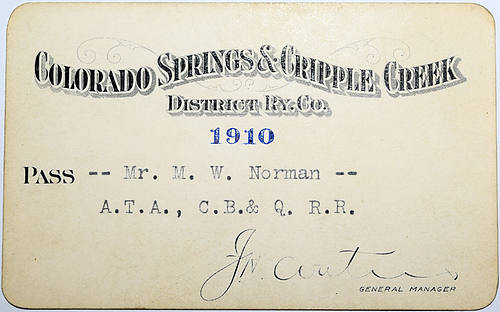 COLORADO SPRINGS & CRIPPLE CREEK
DISTRICT RY. CO.
1910
PASS -- Mr. M. W. Norman --
A.T.A., C.B.& Q. R.R.
GENERAL MANAGER